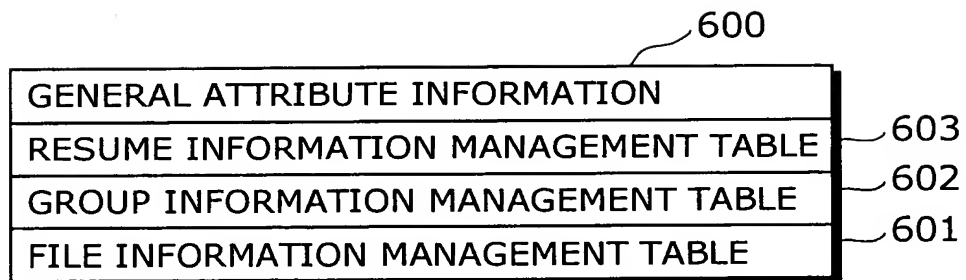 600
GENERAL ATTRIBUTE INFORMATION
RESUME INFORMATION MANAGEMENT TABLE 603
GROUP INFORMATION MANAGEMENT TABLE 602
FILE INFORMATION MANAGEMENT TABLE 601